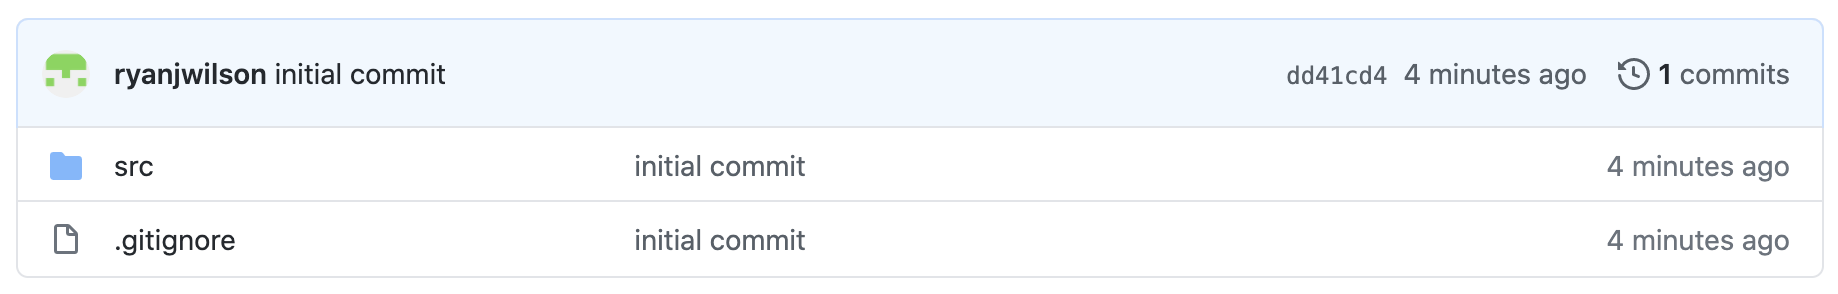 ryanjwilson initial commit dd41cd4 4 minutes ago 1 commits
src initial commit 4 minutes ago
.gitignore initial commit 4 minutes ago